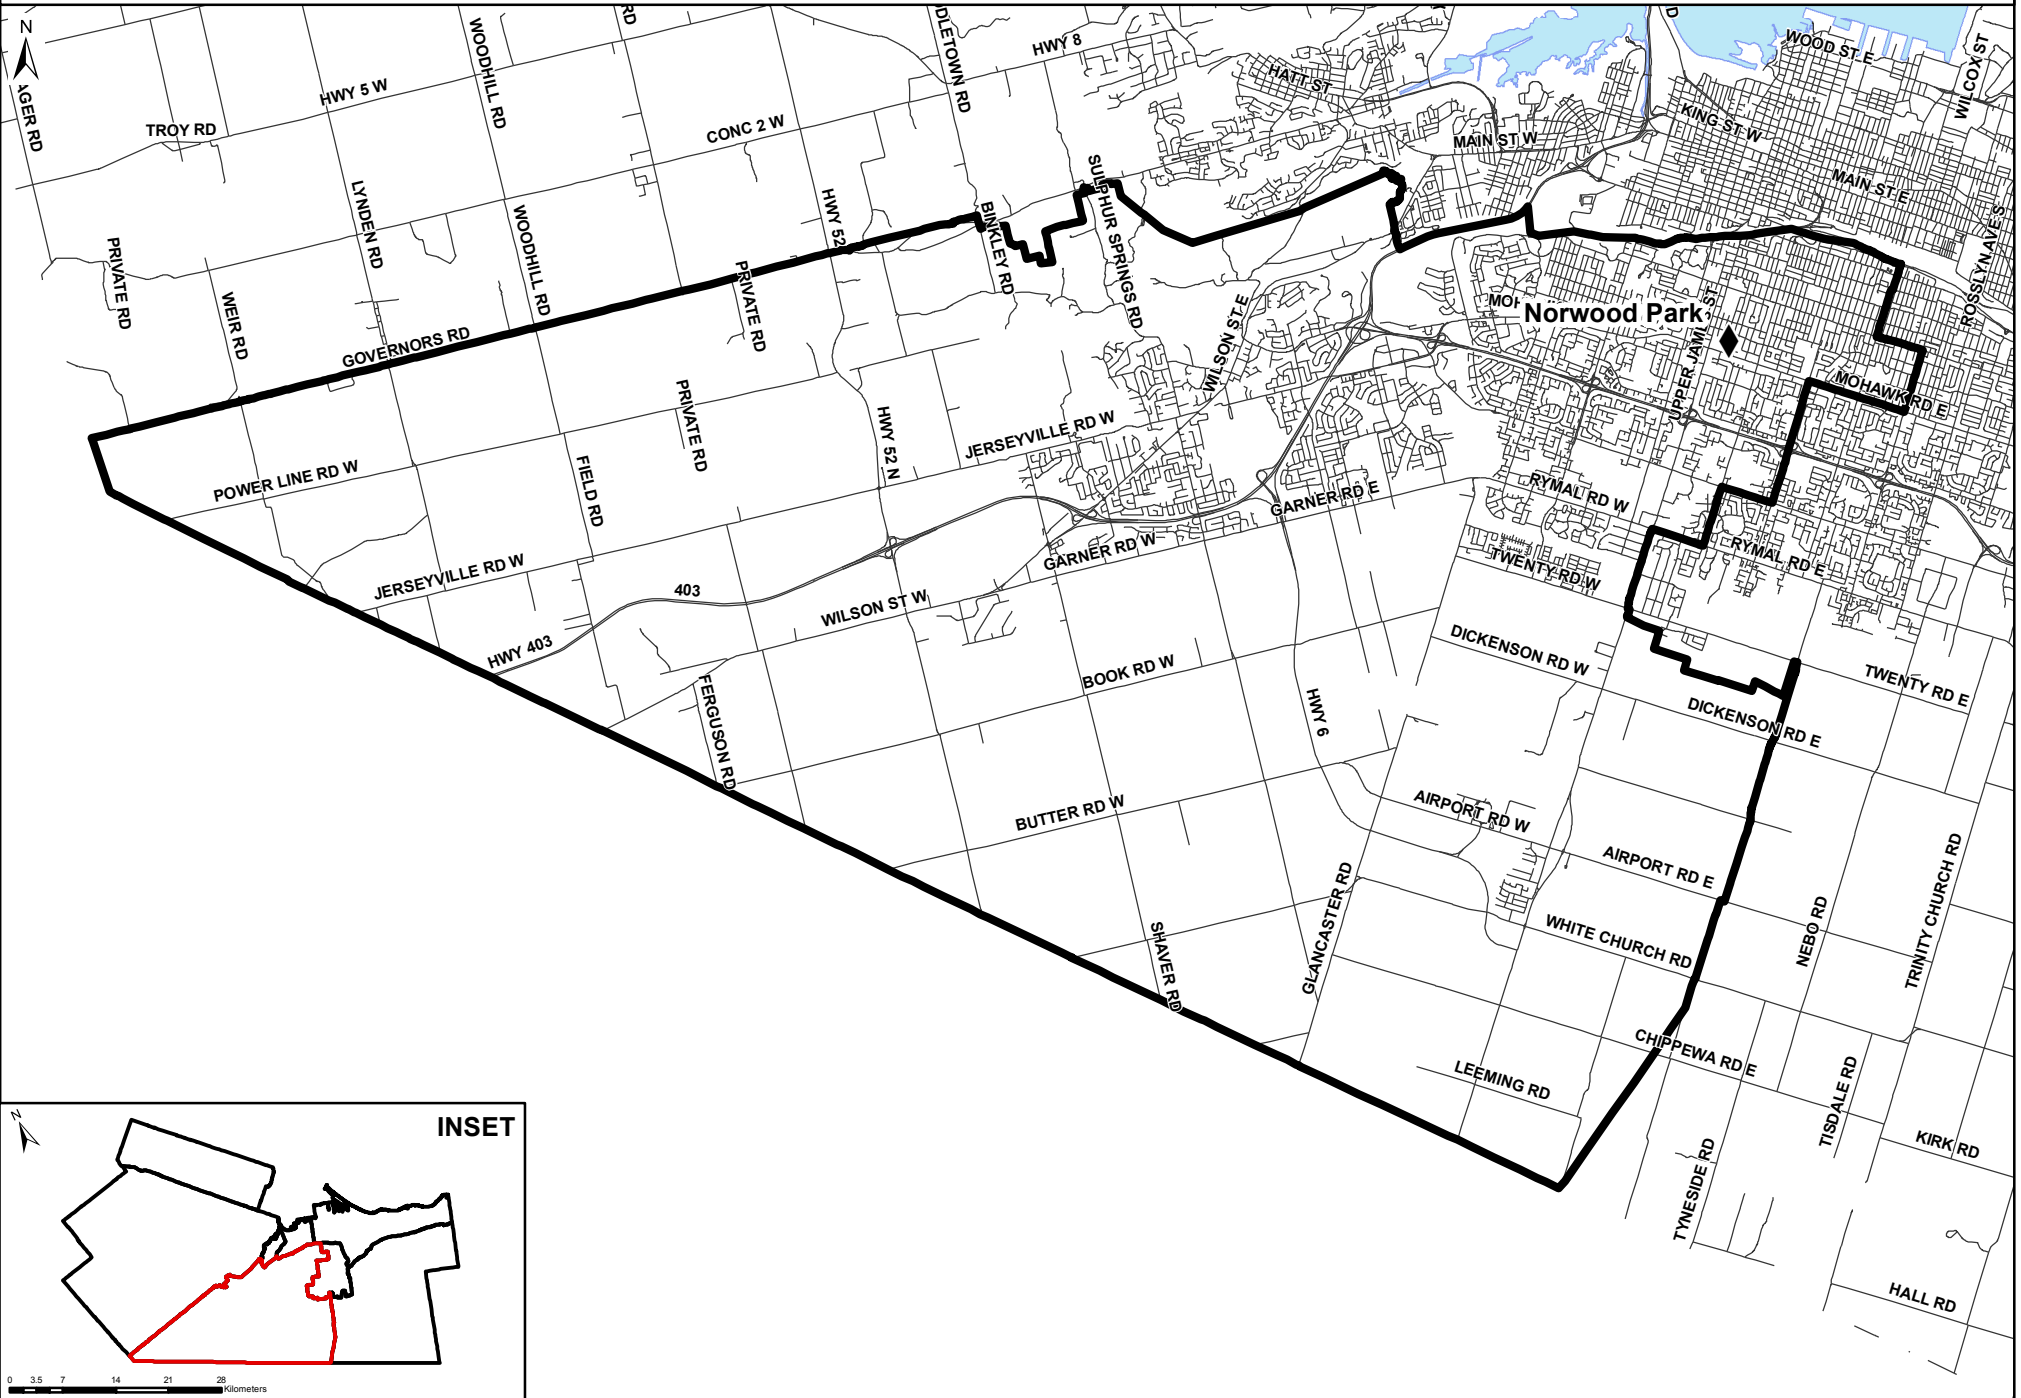 N
AGER RD
HWY 5 W
WOODHILL RD
RD
DLETOWN RD
HWY 8
HATT ST
D
WOOD ST E
WILCOX ST
TROY RD
CONC 2 W
MAIN ST W
KING ST W
MAIN ST E
ROSSLYN AVE S
LYNDEN RD
WOODHILL RD
HWY 52
BINKLEY RD
SULPHUR SPRINGS RD
PRIVATE RD
WEIR RD
GOVERNORS RD
PRIVATE RD
WILSON ST E
MOH
Norwood Park
UPPER JAMES ST
MOHAWK RD E
PRIVATE RD
HWY 52 N
JERSEYVILLE RD W
POWER LINE RD W
FIELD RD
GARNER RD E
RYMAL RD W
RYMAL RD E
JERSEYVILLE RD W
403
GARNER RD W
TWENTY RD W
WILSON ST W
HWY 403
BOOK RD W
DICKENSON RD W
TWENTY RD E
FERGUSON RD
HWY 6
DICKENSON RD E
BUTTER RD W
AIRPORT RD W
AIRPORT RD E
GLANCASTER RD
SHAVER RD
WHITE CHURCH RD
NEBO RD
TRINITY CHURCH RD
CHIPPEWA RD E
LEEMING RD
TISDALE RD
KIRK RD
TYNESIDE RD
HALL RD
N
INSET
0 3.5 7 14 21 28
Kilometers